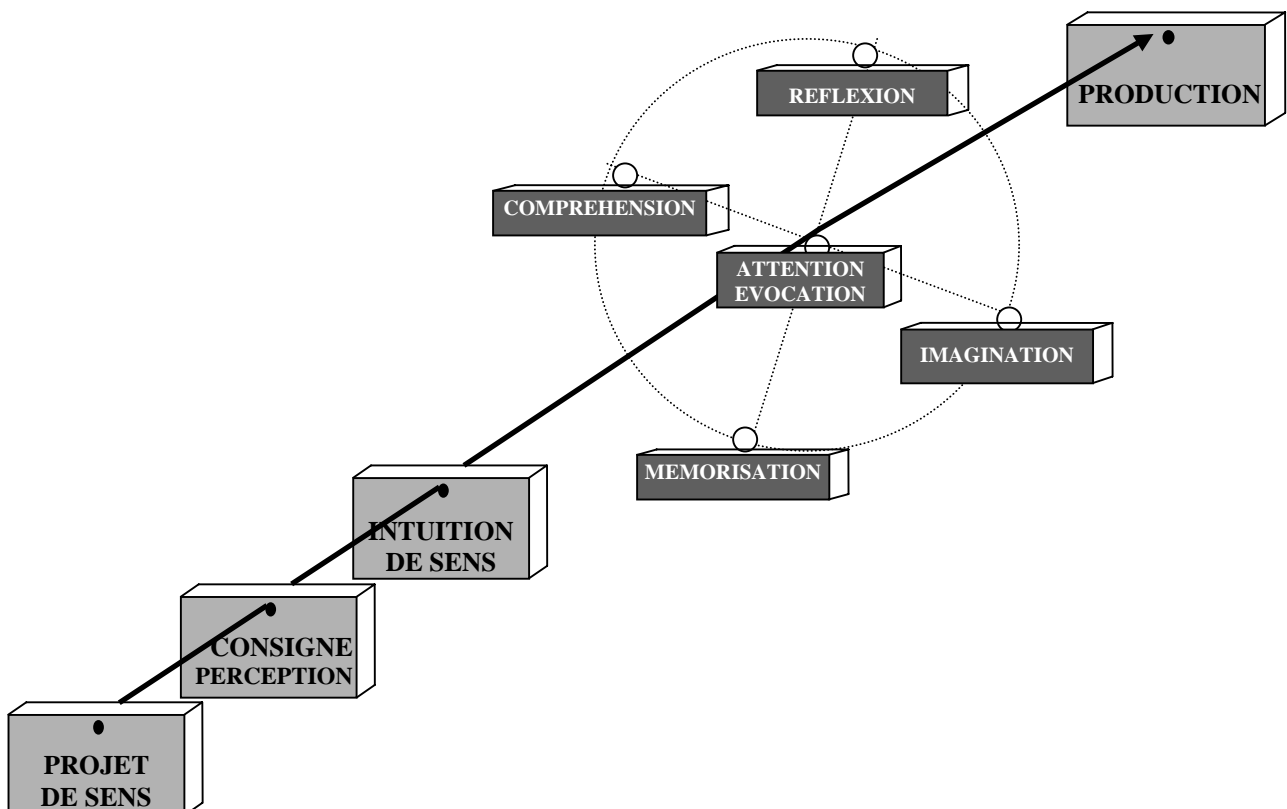 REFLEXION
PRODUCTION
COMPREHENSION
ATTENTION
EVOCATION
IMAGINATION
MEMORISATION
INTUITION
DE SENS
CONSIGNE
PERCEPTION
PROJET
DE SENS